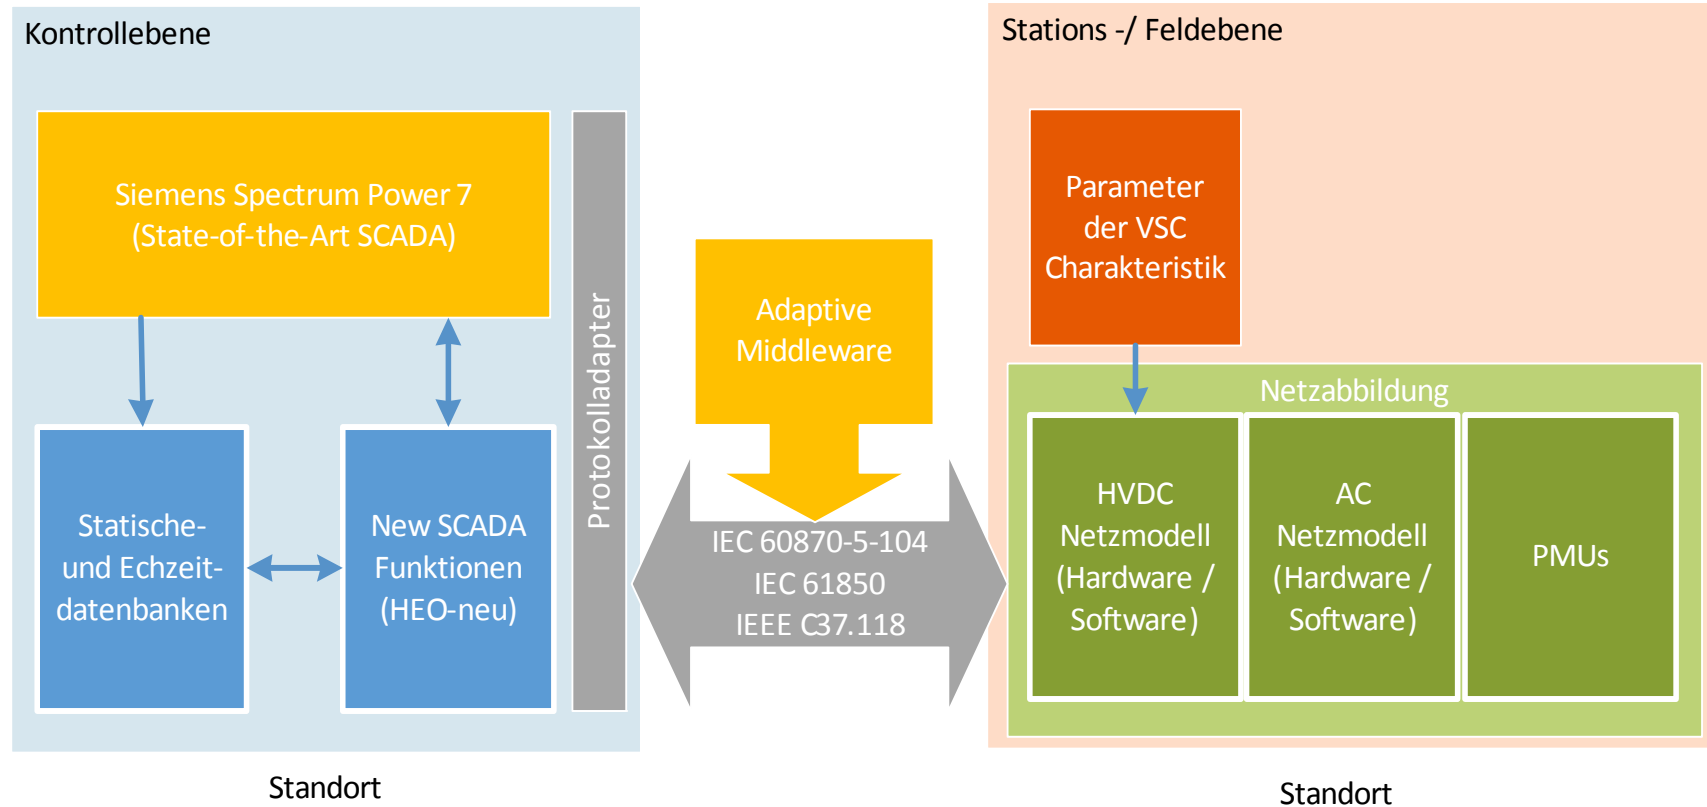 Kontrollebene
Siemens Spectrum Power 7
(State-of-the-Art SCADA)
Statische-
und Echzeit-
datenbanken
New SCADA
Funktionen
(HEO-neu)
Protokolladapter
Standort
Adaptive
Middleware
IEC 60870-5-104
IEC 61850
IEEE C37.118
Stations -/ Feldebene
Parameter
der VSC
Charakteristik
Netzabbildung
HVDC
Netzmodell
(Hardware /
Software)
AC
Netzmodell
(Hardware /
Software)
PMUs
Standort